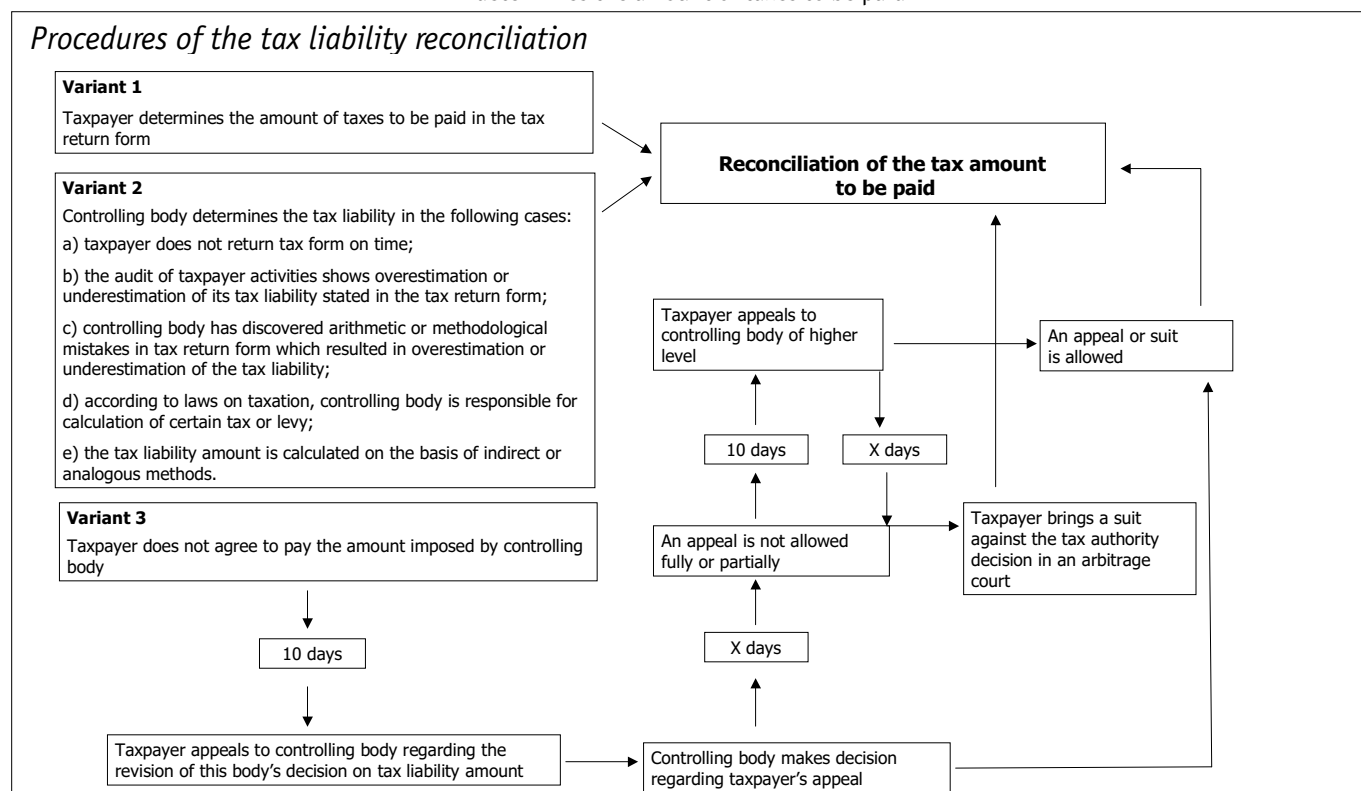 Procedures of the tax liability reconciliation
Variant 1
Taxpayer determines the amount of taxes to be paid in the tax
return form
Variant 2
Controlling body determines the tax liability in the following cases:
a) taxpayer does not return tax form on time;
b) the audit of taxpayer activities shows overestimation or
underestimation of its tax liability stated in the tax return form;
c) controlling body has discovered arithmetic or methodological
mistakes in tax return form which resulted in overestimation or
underestimation of the tax liability;
d) according to laws on taxation, controlling body is responsible for
calculation of certain tax or levy;
e) the tax liability amount is calculated on the basis of indirect or
analogous methods.
Variant 3
Taxpayer does not agree to pay the amount imposed by controlling
body
10 days
Taxpayer appeals to controlling body regarding the
revision of this body's decision on tax liability amount
Reconciliation of the tax amount
to be paid
Taxpayer appeals to
controlling body of higher
level
An appeal or suit
is allowed
10 days
X days
An appeal is not allowed
fully or partially
Taxpayer brings a suit
against the tax authority
decision in an arbitrage
court
X days
Controlling body makes decision
regarding taxpayer's appeal